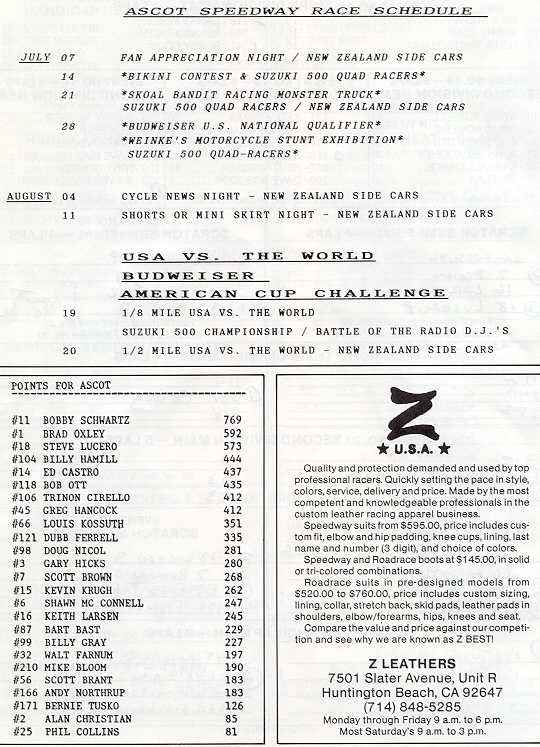 ASCOT SPEEDWAY RACE SCHEDULE
JULY 07 FAN APPRECIATION NIGHT / NEW ZEALAND SIDE CARS
14 *BIKINI CONTEST & SUZUKI 500 QUAD RACERS*
21 *SKOAL BANDIT RACING MONSTER TRUCK*
SUZUKI 500 QUAD RACERS / NEW ZEALAND SIDE CARS
28 *BUDWEISER U.S. NATIONAL QUALIFIER*
*WEINKE'S MOTORCYCLE STUNT EXHIBITION*
SUZUKI 500 QUAD-RACERS*
AUGUST 04 CYCLE NEWS NIGHT - NEW ZEALAND SIDE CARS
11 SHORTS OR MINI SKIRT NIGHT - NEW ZEALAND SIDE CARS
USA VS. THE WORLD
BUDWEISER
AMERICAN CUP CHALLENGE
19 1/8 MILE USA VS. THE WORLD
SUZUKI 500 CHAMPIONSHIP / BATTLE OF THE RADIO D.J.'S
20 1/2 MILE USA VS. THE WORLD - NEW ZEALAND SIDE CARS
POINTS FOR ASCOT
#11 BOBBY SCHWARTZ 769
#1 BRAD OXLEY 592
#18 STEVE LUCERO 573
#104 BILLY HAMILL 444
#14 ED CASTRO 437
#118 BOB OTT 435
#106 TRINON CIRELLO 412
#45 GREG HANCOCK 412
#66 LOUIS KOSSUTH 351
#121 DUBB FERRELL 335
#98 DOUG NICOL 281
#3 GARY HICKS 280
#7 SCOTT BROWN 268
#15 KEVIN KRUGH 262
#6 SHAWN MC CONNELL 247
#16 KEITH LARSEN 245
#87 BART BAST 229
#99 BILLY GRAY 227
#32 WALT FARNUM 197
#210 MIKE BLOOM 190
#56 SCOTT BRANT 183
#166 ANDY NORTHRUP 183
#171 BERNIE TUSKO 126
#2 ALAN CHRISTIAN 85
#25 PHIL COLLINS 81
Z
★ U.S.A. ★
Quality and protection demanded and used by top
professional racers. Quickly setting the pace in style,
colors, service, delivery and price. Made by the most
competent and knowledgeable professionals in the
custom leather racing apparel business.
Speedway suits from $595.00, price includes cus-
tom fit, elbow and hip padding, knee cups, lining, last
name and number (3 digit), and choice of colors.
Speedway and Roadrace boots at $145.00, in solid
or tri-colored combinations.
Roadrace suits in pre-designed models from
$520.00 to $760.00, price includes custom sizing,
lining, collar, stretch back, skid pads, leather pads in
shoulders, elbow/forearms, hips, knees and seat.
Compare the value and price against our competi-
tion and see why we are known as Z BEST!
Z LEATHERS
7501 Slater Avenue, Unit R
Huntington Beach, CA 92647
(714) 848-5285
Monday through Friday 9 a.m. to 6 p.m.
Most Saturday's 9 a.m. to 3 p.m.